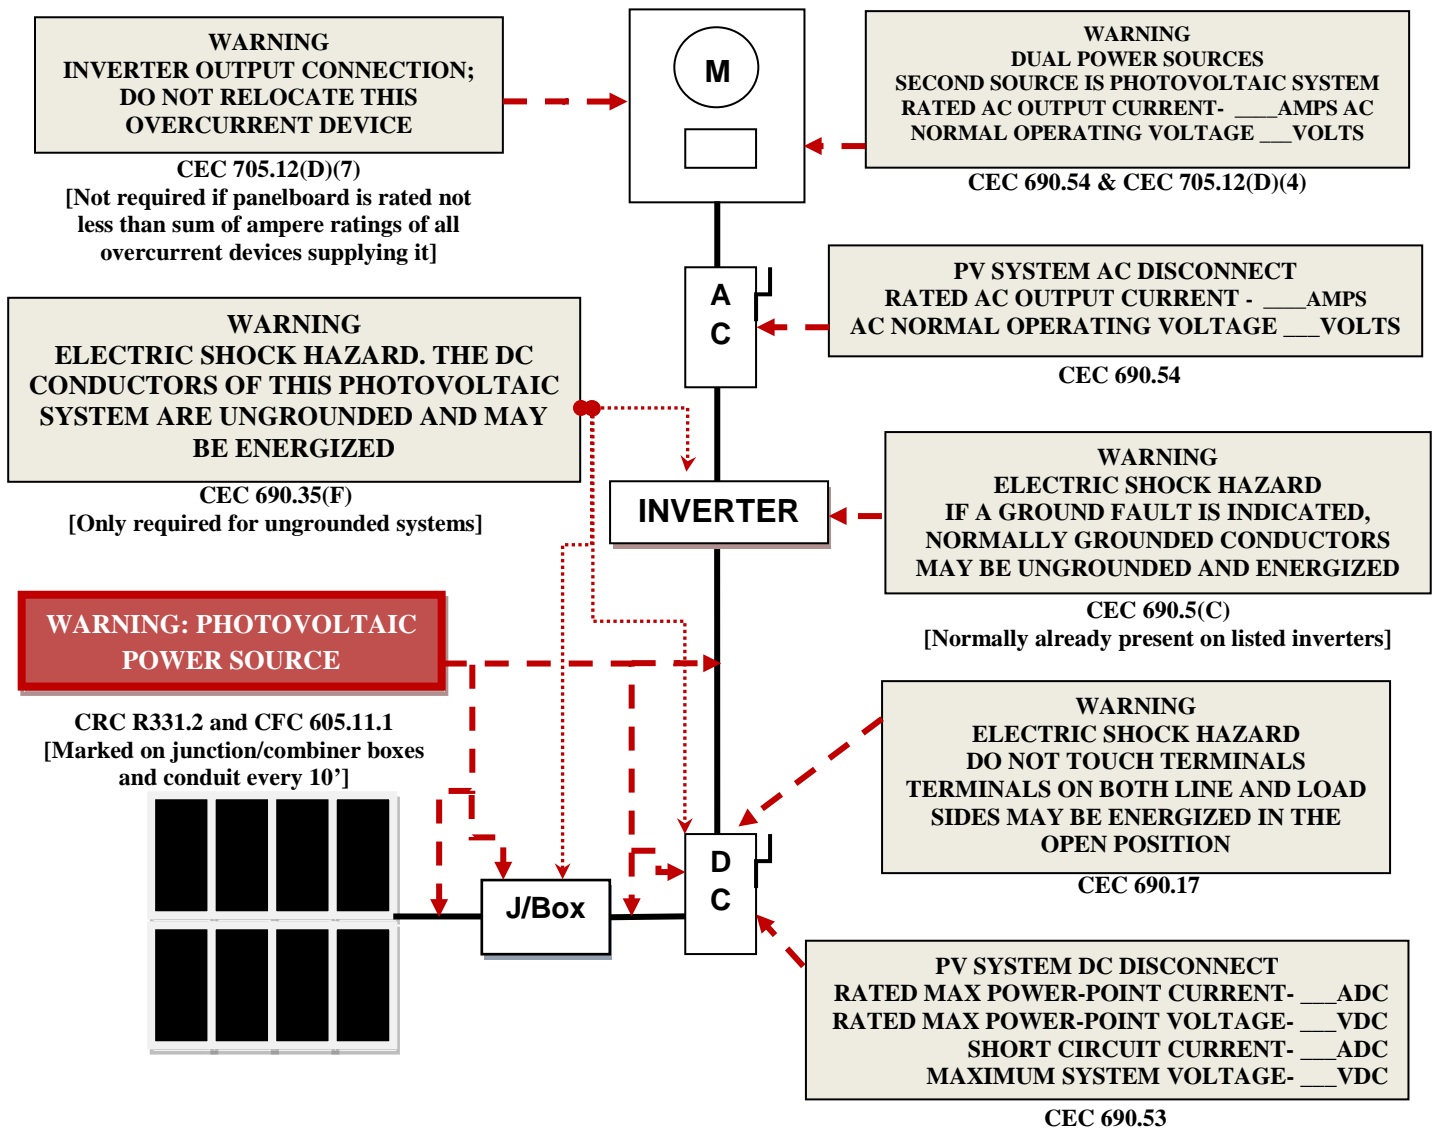 WARNING
INVERTER OUTPUT CONNECTION;
DO NOT RELOCATE THIS
OVERCURRENT DEVICE
CEC 705.12(D)(7)
[Not required if panelboard is rated not
less than sum of ampere ratings of all
overcurrent devices supplying it]
M
WARNING
DUAL POWER SOURCES
SECOND SOURCE IS PHOTOVOLTAIC SYSTEM
RATED AC OUTPUT CURRENT- ____AMPS AC
NORMAL OPERATING VOLTAGE ___VOLTS
CEC 690.54 & CEC 705.12(D)(4)
A
C
PV SYSTEM AC DISCONNECT
RATED AC OUTPUT CURRENT - ____AMPS
AC NORMAL OPERATING VOLTAGE ___VOLTS
CEC 690.54
WARNING
ELECTRIC SHOCK HAZARD. THE DC
CONDUCTORS OF THIS PHOTOVOLTAIC
SYSTEM ARE UNGROUNDED AND MAY
BE ENERGIZED
CEC 690.35(F)
[Only required for ungrounded systems]
INVERTER
WARNING
ELECTRIC SHOCK HAZARD
IF A GROUND FAULT IS INDICATED,
NORMALLY GROUNDED CONDUCTORS
MAY BE UNGROUNDED AND ENERGIZED
CEC 690.5(C)
[Normally already present on listed inverters]
WARNING: PHOTOVOLTAIC
POWER SOURCE
CRC R331.2 and CFC 605.11.1
[Marked on junction/combiner boxes
and conduit every 10’]
WARNING
ELECTRIC SHOCK HAZARD
DO NOT TOUCH TERMINALS
TERMINALS ON BOTH LINE AND LOAD
SIDES MAY BE ENERGIZED IN THE
OPEN POSITION
CEC 690.17
J/Box
D
C
PV SYSTEM DC DISCONNECT
RATED MAX POWER-POINT CURRENT- ___ADC
RATED MAX POWER-POINT VOLTAGE- ___VDC
SHORT CIRCUIT CURRENT- ___ADC
MAXIMUM SYSTEM VOLTAGE- ___VDC
CEC 690.53